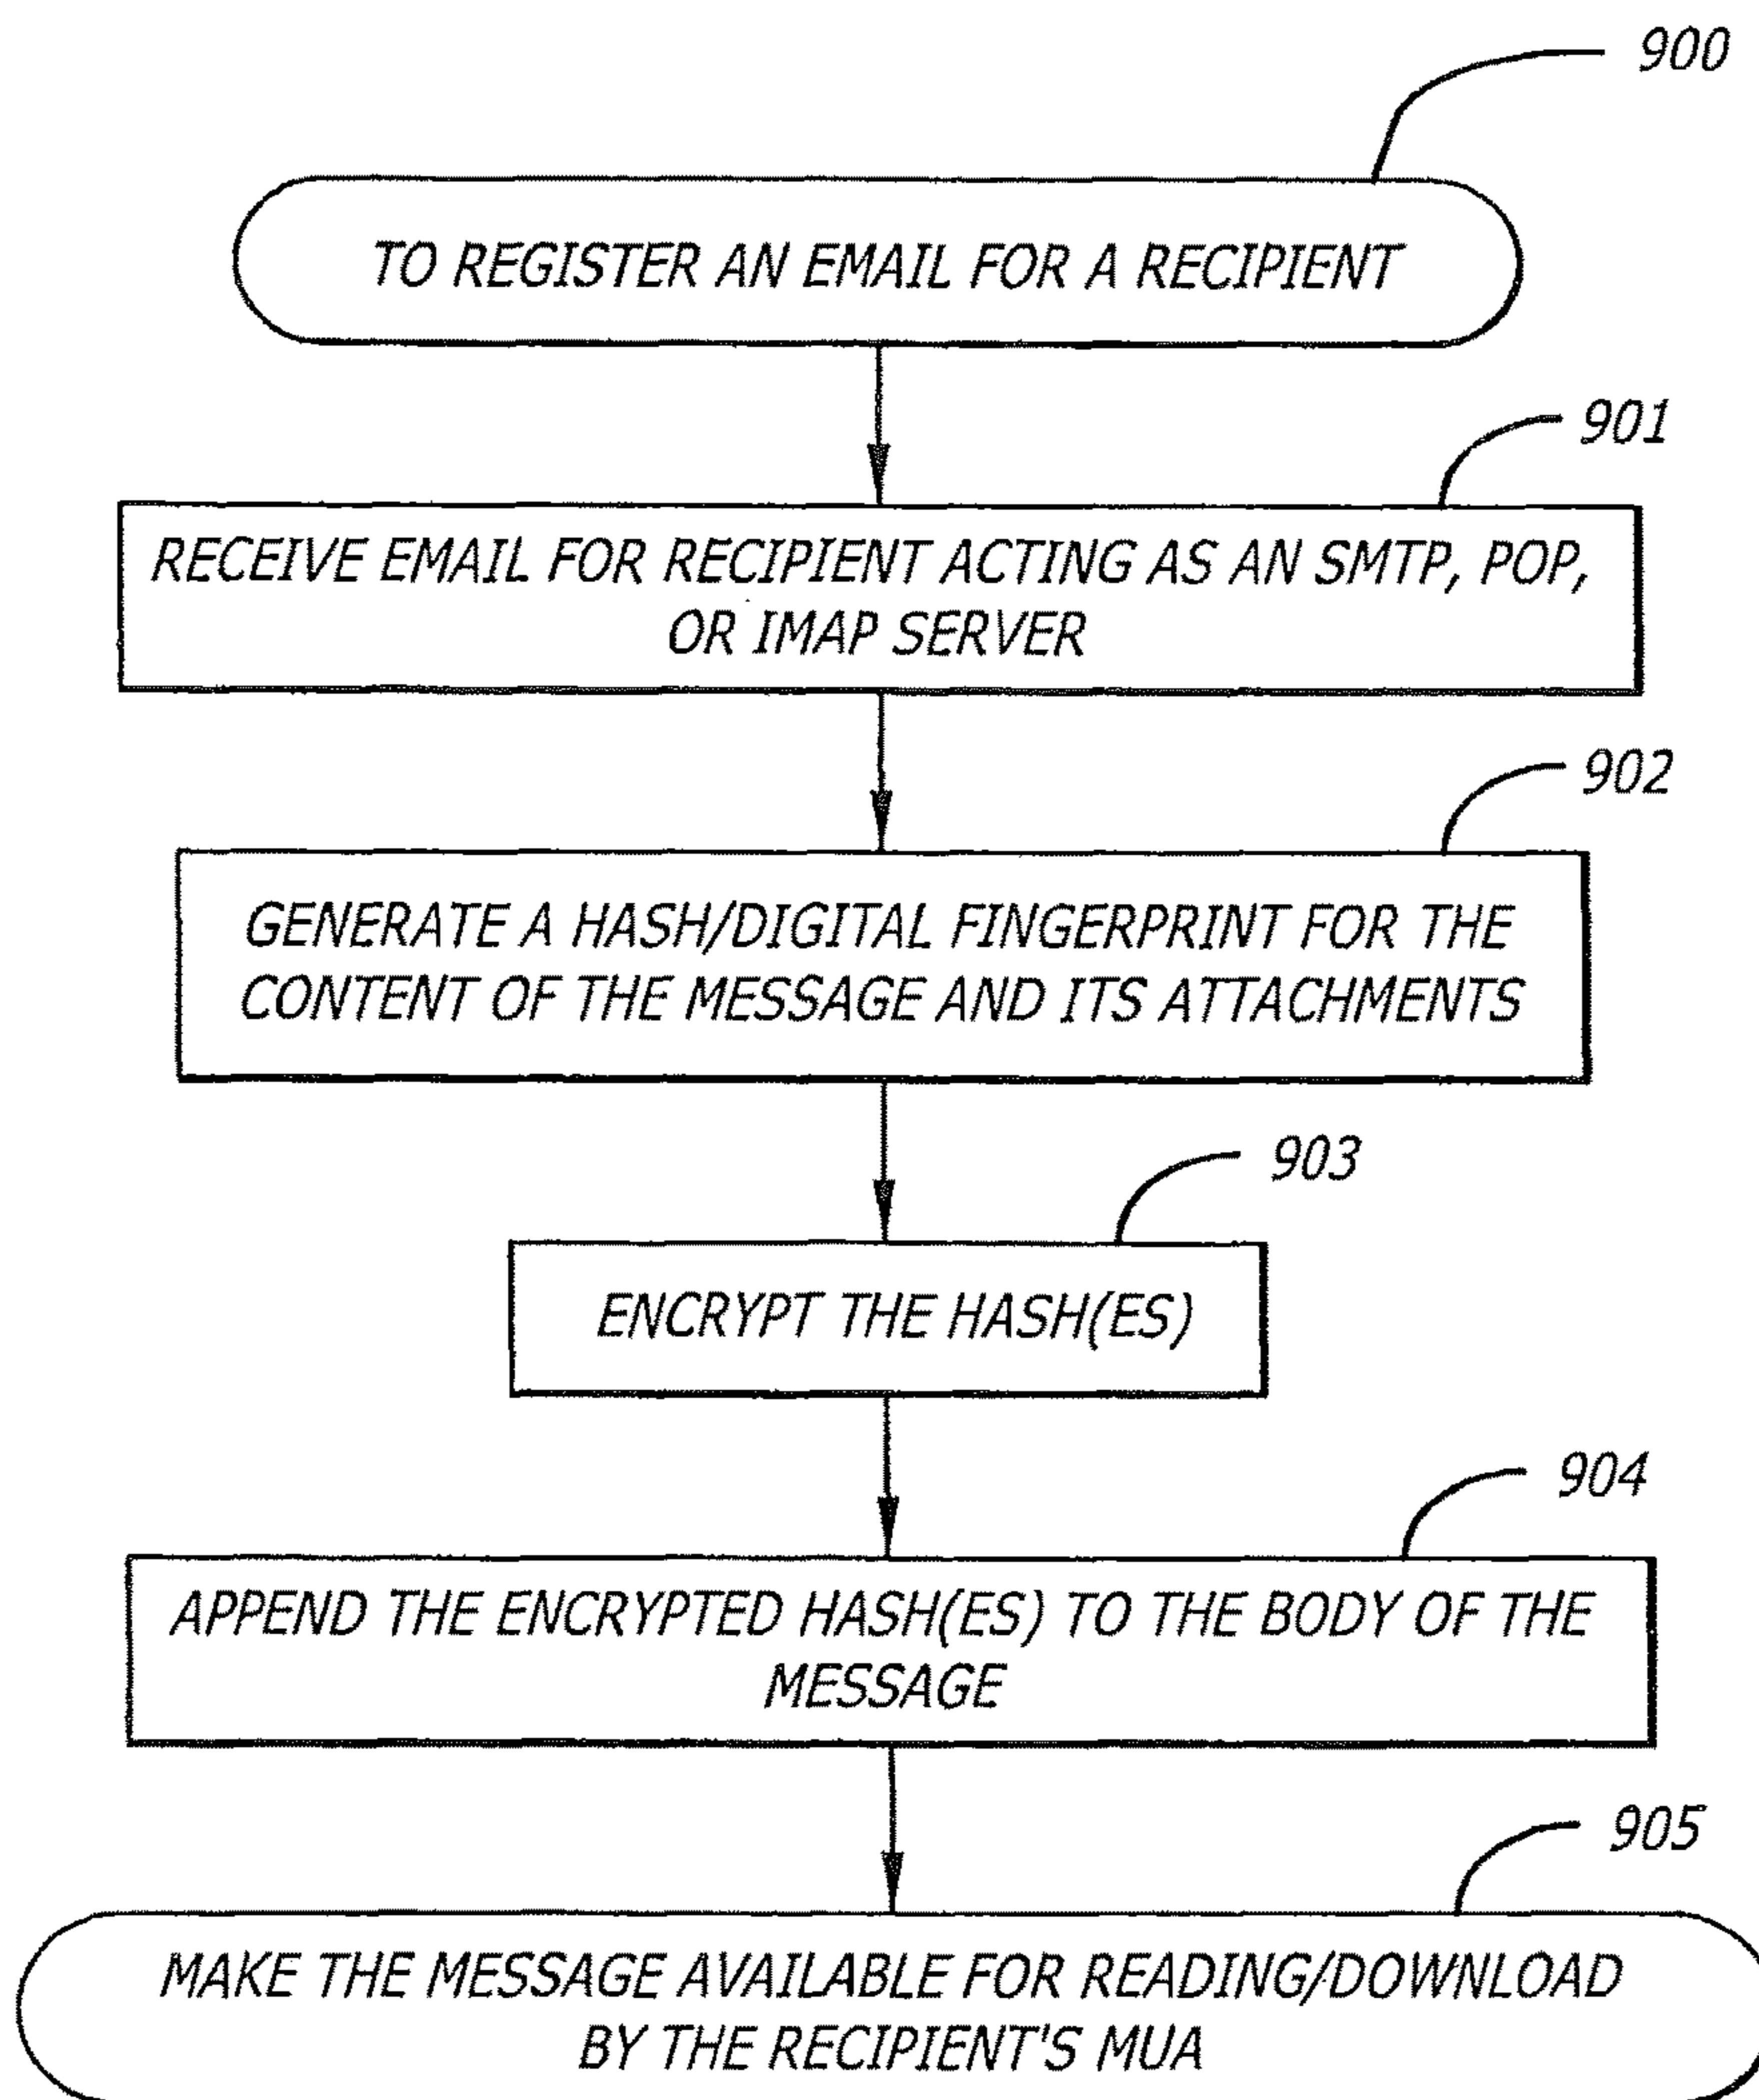 900
TO REGISTER AN EMAIL FOR A RECIPIENT
901
RECEIVE EMAIL FOR RECIPIENT ACTING AS AN SMTP, POP,
OR IMAP SERVER
902
GENERATE A HASH/DIGITAL FINGERPRINT FOR THE
CONTENT OF THE MESSAGE AND ITS ATTACHMENTS
903
ENCRYPT THE HASH(ES)
904
APPEND THE ENCRYPTED HASH(ES) TO THE BODY OF THE
MESSAGE
905
MAKE THE MESSAGE AVAILABLE FOR READING/DOWNLOAD
BY THE RECIPIENT'S MUA